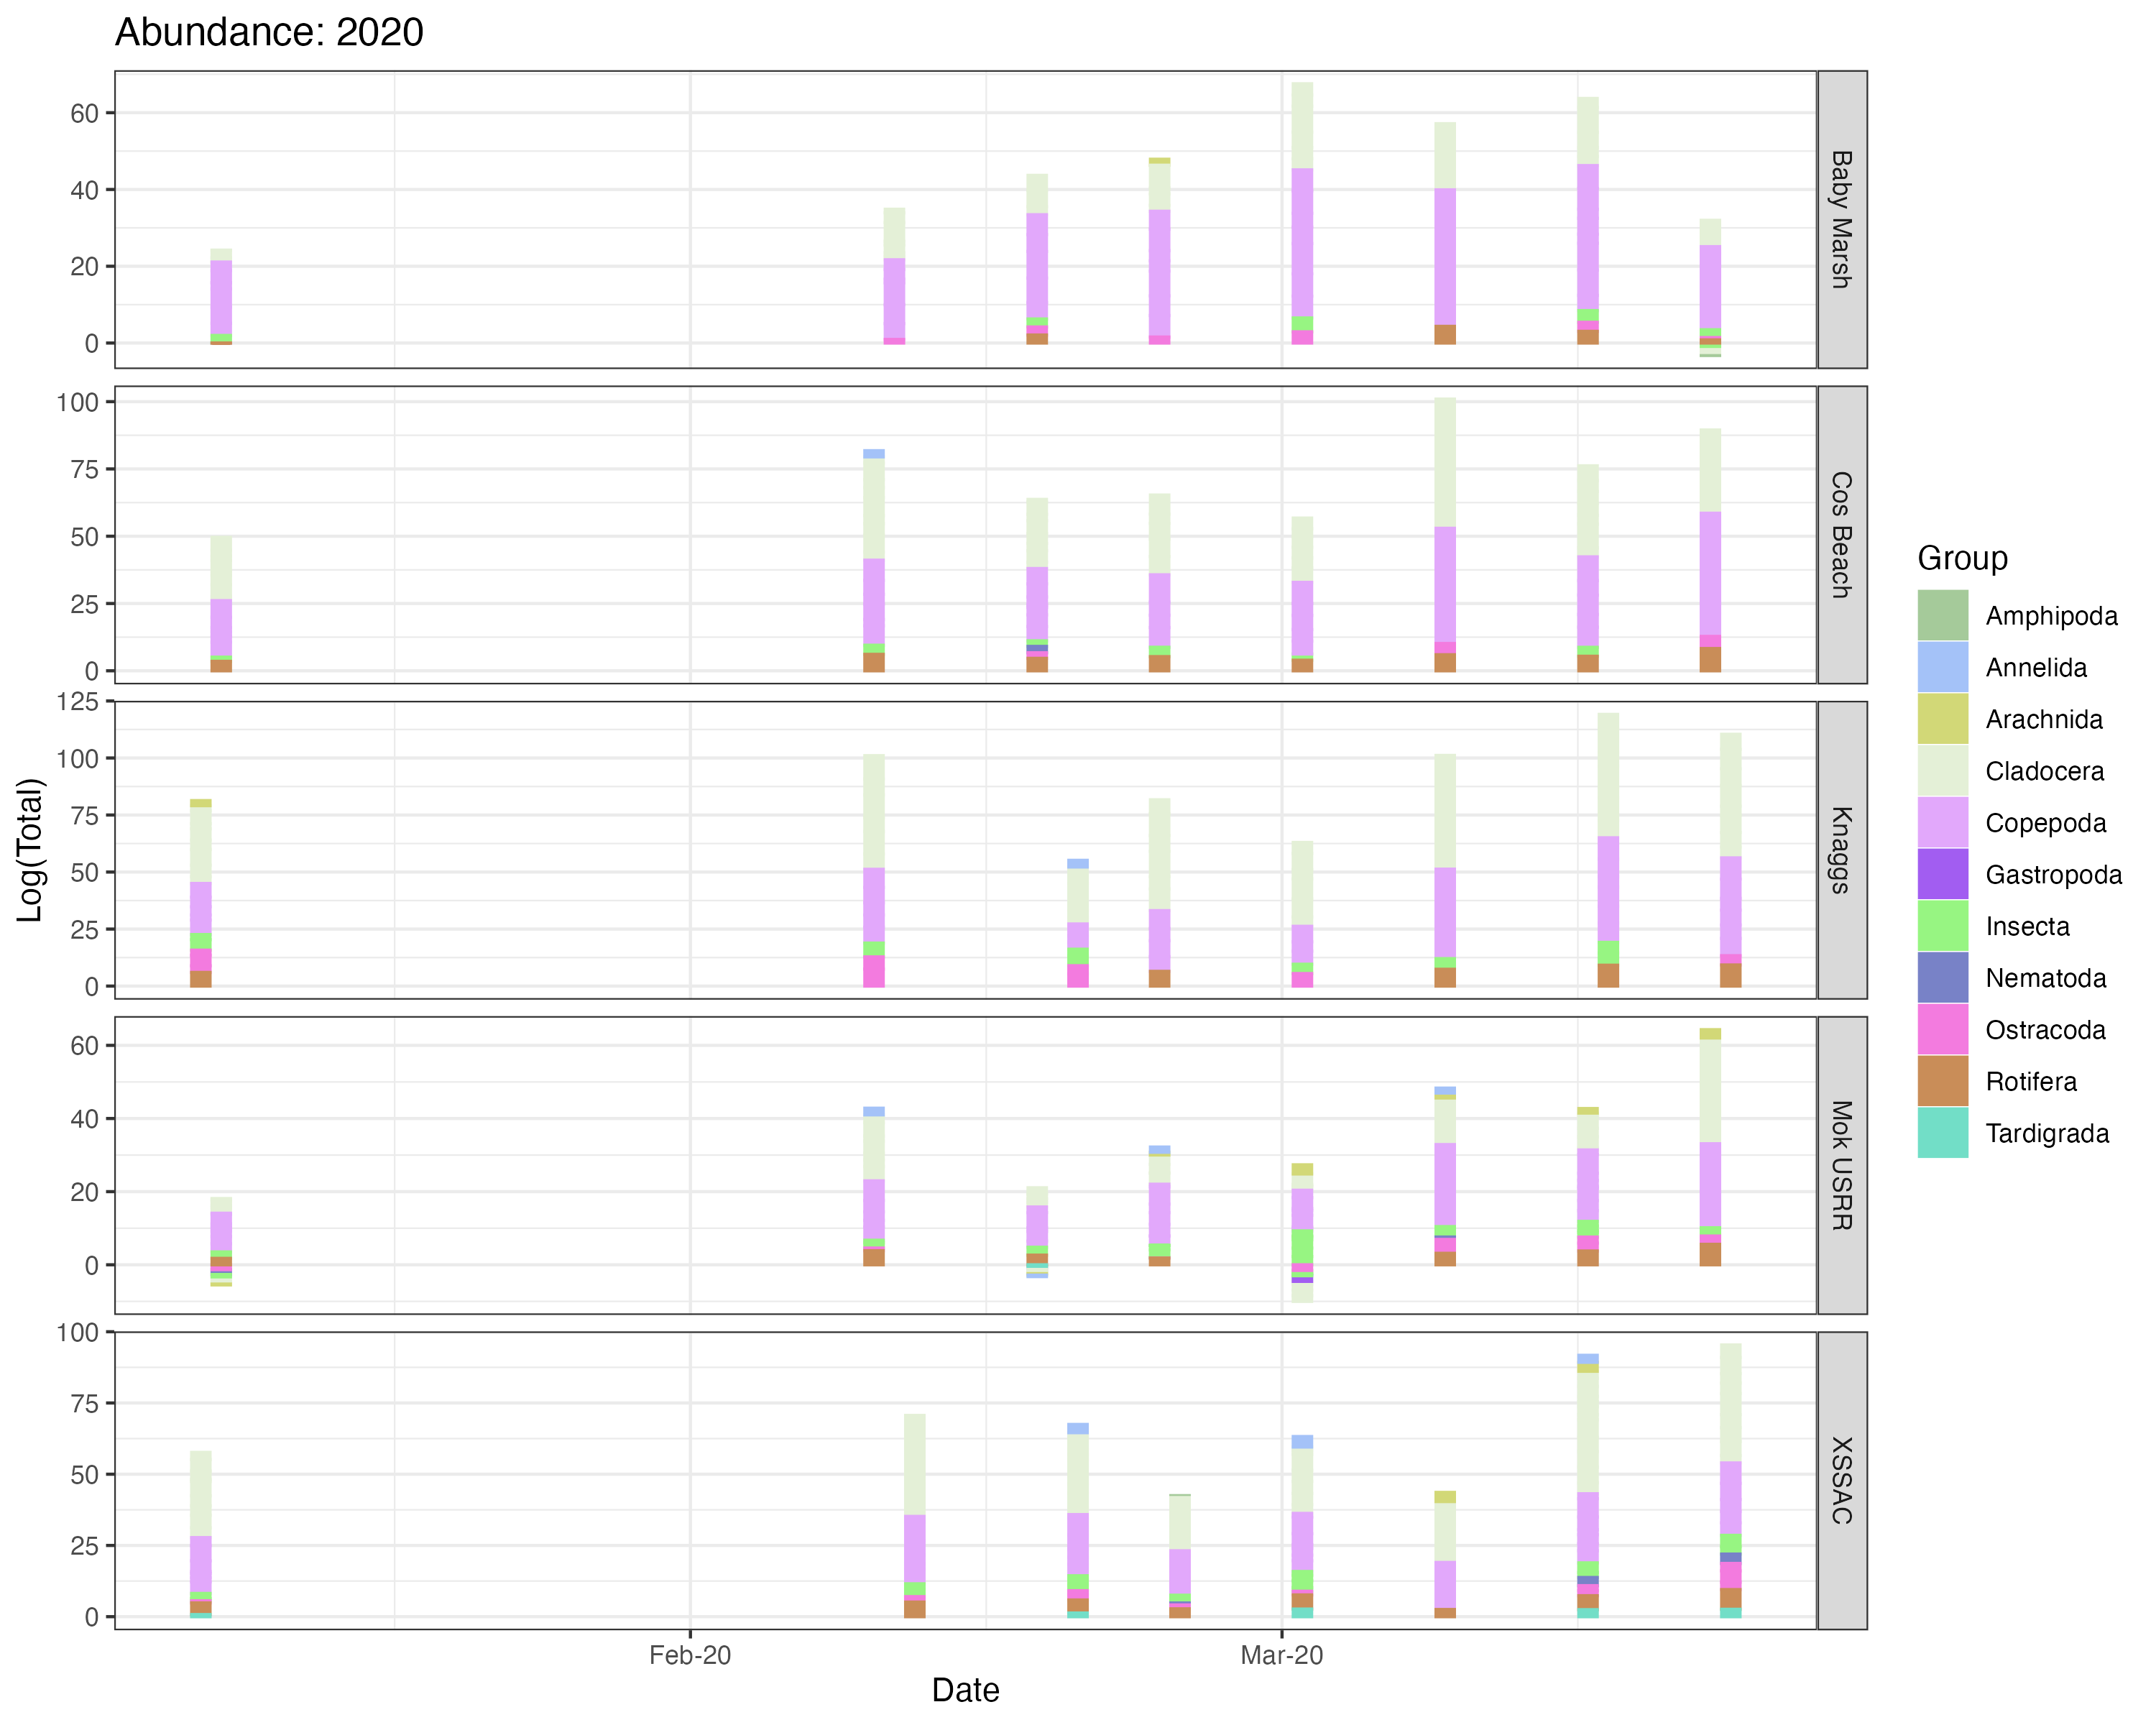 Abundance: 2020
60
40
20
0
Baby Marsh
100
75
50
25
0
Cos Beach
125
100
75
50
25
0
Knaggs
60
40
20
0
Mok USRR
100
75
50
25
0
XSSAC
Log(Total)
Feb-20
Mar-20
Date
Group
Amphipoda
Annelida
Arachnida
Cladocera
Copepoda
Gastropoda
Insecta
Nematoda
Ostracoda
Rotifera
Tardigrada